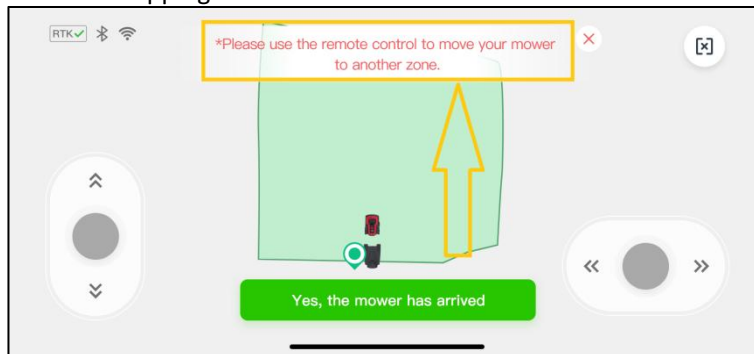 RTK
*Please use the remote control to move your mower
to another zone.
Yes, the mower has arrived